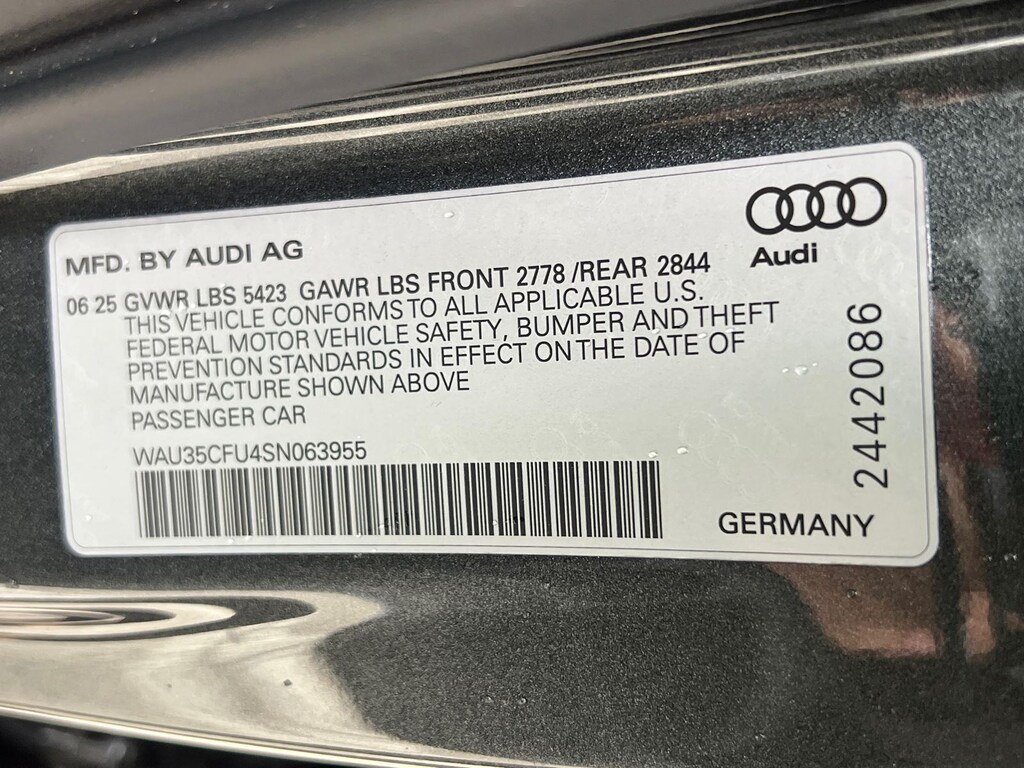 MFD. BY AUDI AG
Audi
06 25 GVWR LBS 5423 GAWR LBS FRONT 2778 /REAR 2844
THIS VEHICLE CONFORMS TO ALL APPLICABLE U.S.
FEDERAL MOTOR VEHICLE SAFETY, BUMPER AND THEFT
PREVENTION STANDARDS IN EFFECT ON THE DATE OF
MANUFACTURE SHOWN ABOVE
PASSENGER CAR
WAU35CFU4SN063955
2442086
GERMANY